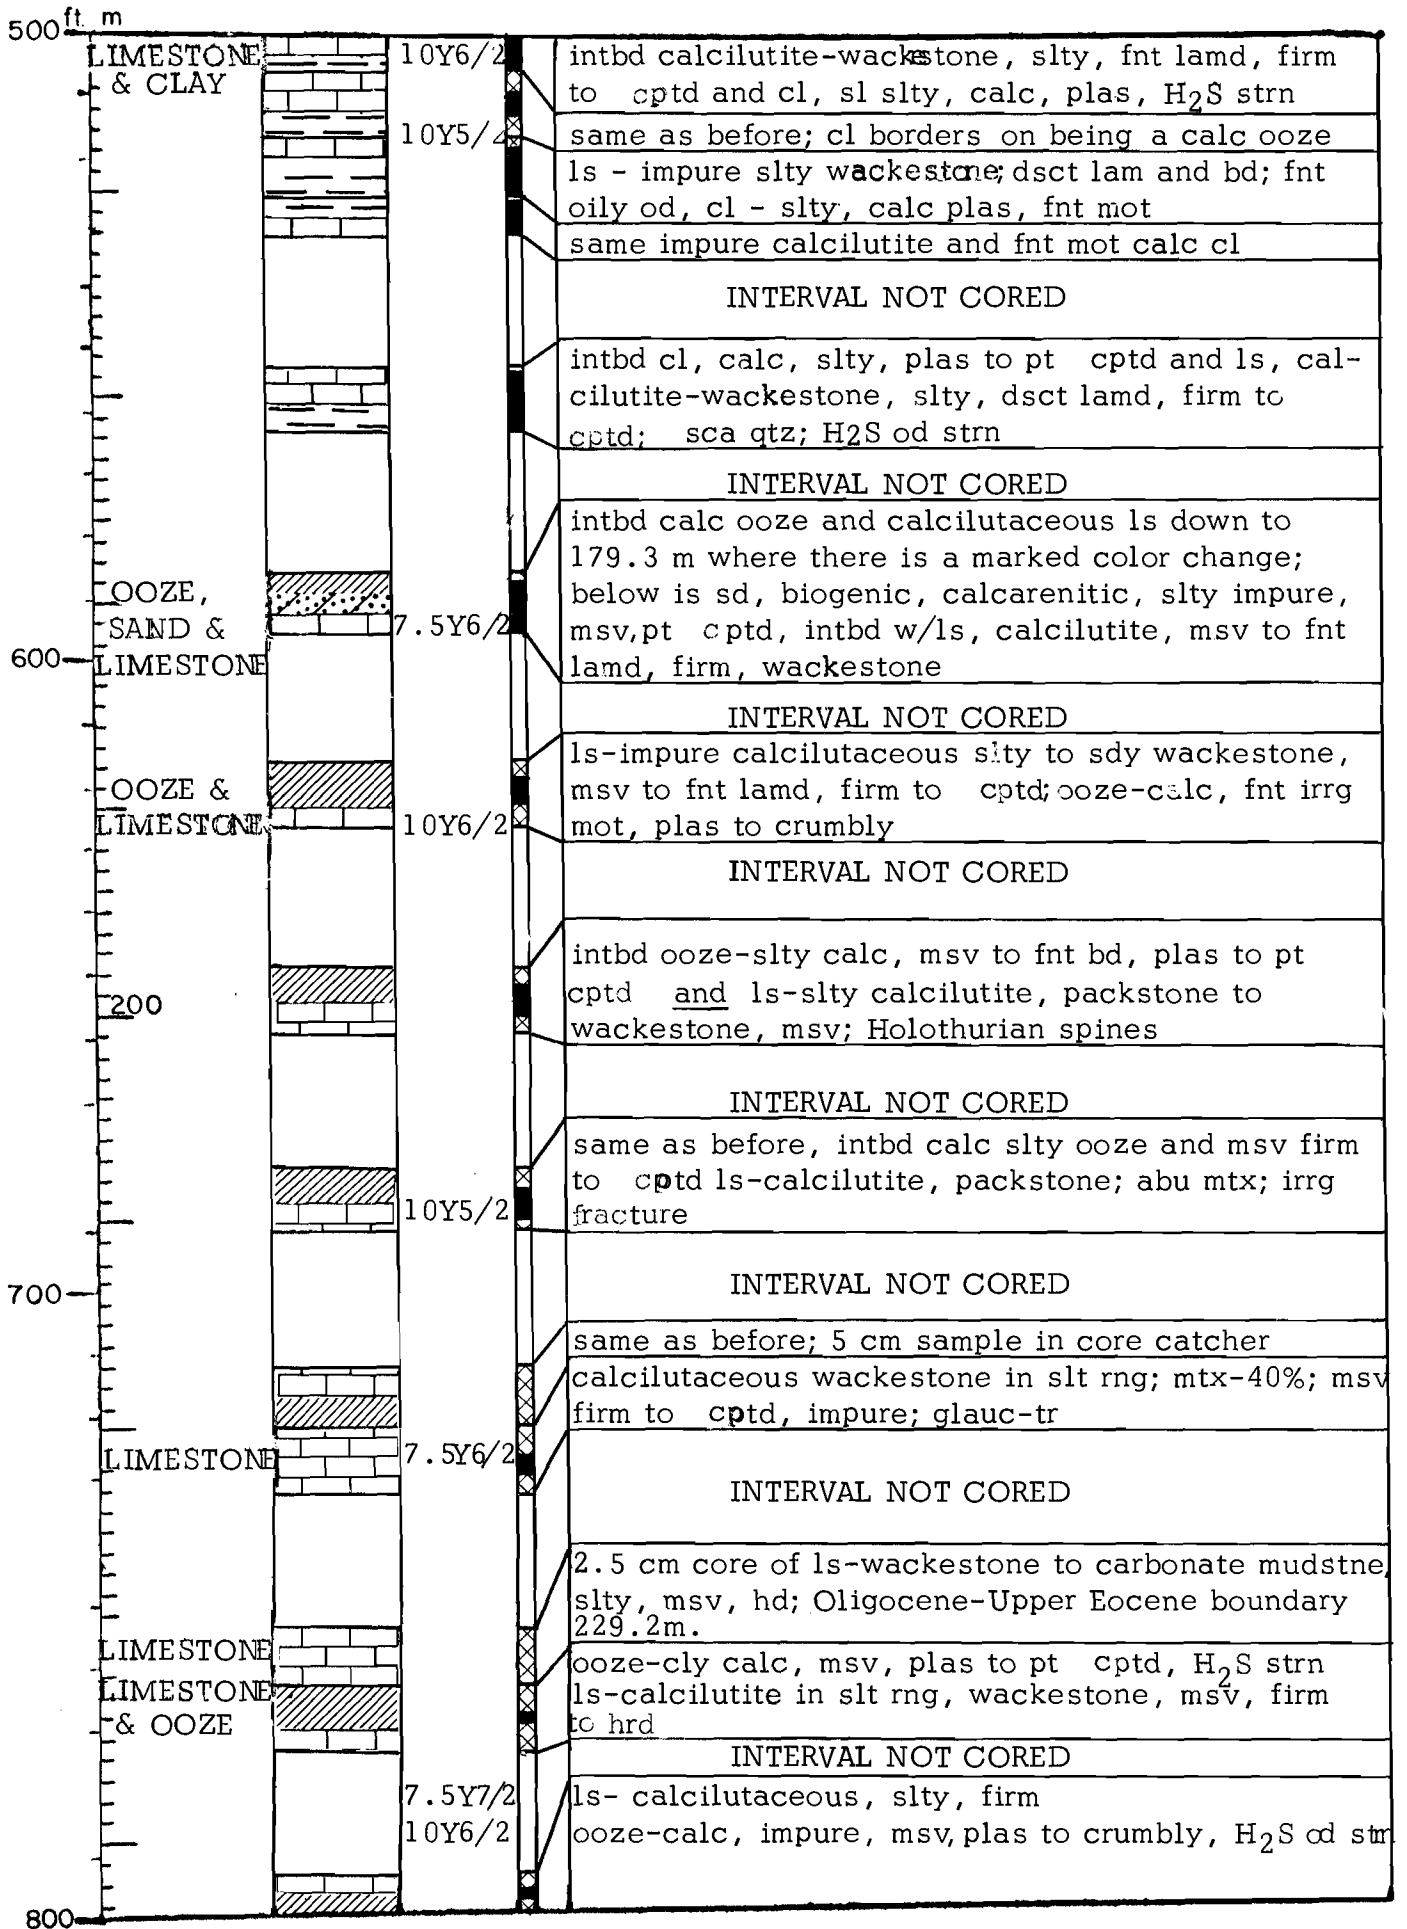 ft. m
500
LIMESTONE
& CLAY
10Y6/2
intbd calcilutite-wackestone, slty, fnt lamd, firm
to cptd and cl, sl slty, calc, plas, H2S strn
10Y5/2
same as before; cl borders on being a calc ooze
ls - impure slty wackestone; dsct lam and bd; fnt
oily od, cl - slty, calc plas, fnt mot
same impure calcilutite and fnt mot calc cl
INTERVAL NOT CORED
intbd cl, calc, slty, plas to pt cptd and ls, cal-
cilutite-wackestone, slty, dsct lamd, firm to
cptd; sca qtz; H2S od strn
INTERVAL NOT CORED
OOZE,
SAND &
LIMESTONE
600
7.5Y6/2
intbd calc ooze and calcilutaceous ls down to
179.3 m where there is a marked color change;
below is sd, biogenic, calcarenitic, slty impure,
msv, pt cptd, intbd w/ls, calcilutite, msv to fnt
lamd, firm, wackestone
INTERVAL NOT CORED
OOZE &
LIMESTONE
10Y6/2
ls-impure calcilutaceous slty to sdy wackestone,
msv to fnt lamd, firm to cptd; ooze-calc, fnt irrg
mot, plas to crumbly
INTERVAL NOT CORED
200
intbd ooze-slty calc, msv to fnt bd, plas to pt
cptd and ls-slty calcilutite, packstone to
wackestone, msv; Holothurian spines
INTERVAL NOT CORED
10Y5/2
same as before, intbd calc slty ooze and msv firm
to cptd ls-calcilutite, packstone; abu mtx; irrg
fracture
700
INTERVAL NOT CORED
same as before; 5 cm sample in core catcher
calcilutaceous wackestone in slt rng; mtx-40%; msv
firm to cptd, impure; glauc-tr
LIMESTONE
7.5Y6/2
INTERVAL NOT CORED
2.5 cm core of ls-wackestone to carbonate mudstne,
slty, msv, hd; Oligocene-Upper Eocene boundary
229.2m.
LIMESTONE
LIMESTONE
& OOZE
ooze-cly calc, msv, plas to pt cptd, H2S strn
ls-calcilutite in slt rng, wackestone, msv, firm
to hrd
INTERVAL NOT CORED
7.5Y7/2
10Y6/2
ls- calcilutaceous, slty, firm
ooze-calc, impure, msv, plas to crumbly, H2S od strn
800